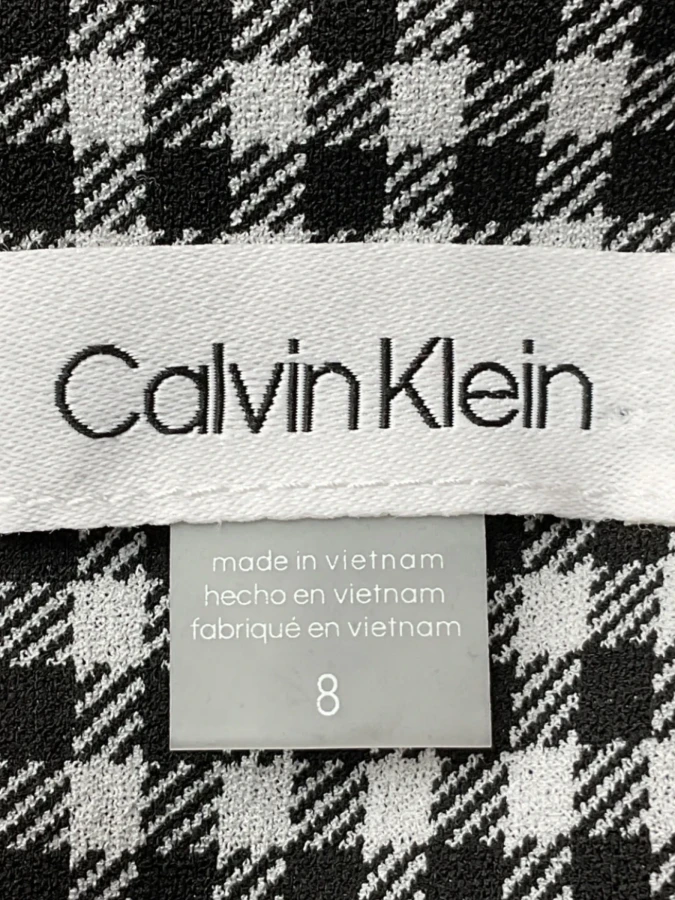 Calvin Klein
made in vietnam
hecho en vietnam
fabriqué en vietnam
8